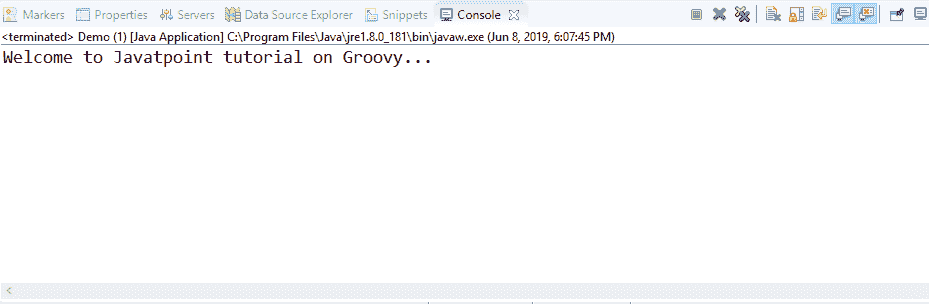 Markers Properties Servers Data Source Explorer Snippets Console
<terminated> Demo (1) [Java Application] C:\Program Files\Java\jre1.8.0_181\bin\javaw.exe (Jun 8, 2019, 6:07:45 PM)
Welcome to Javatpoint tutorial on Groovy...